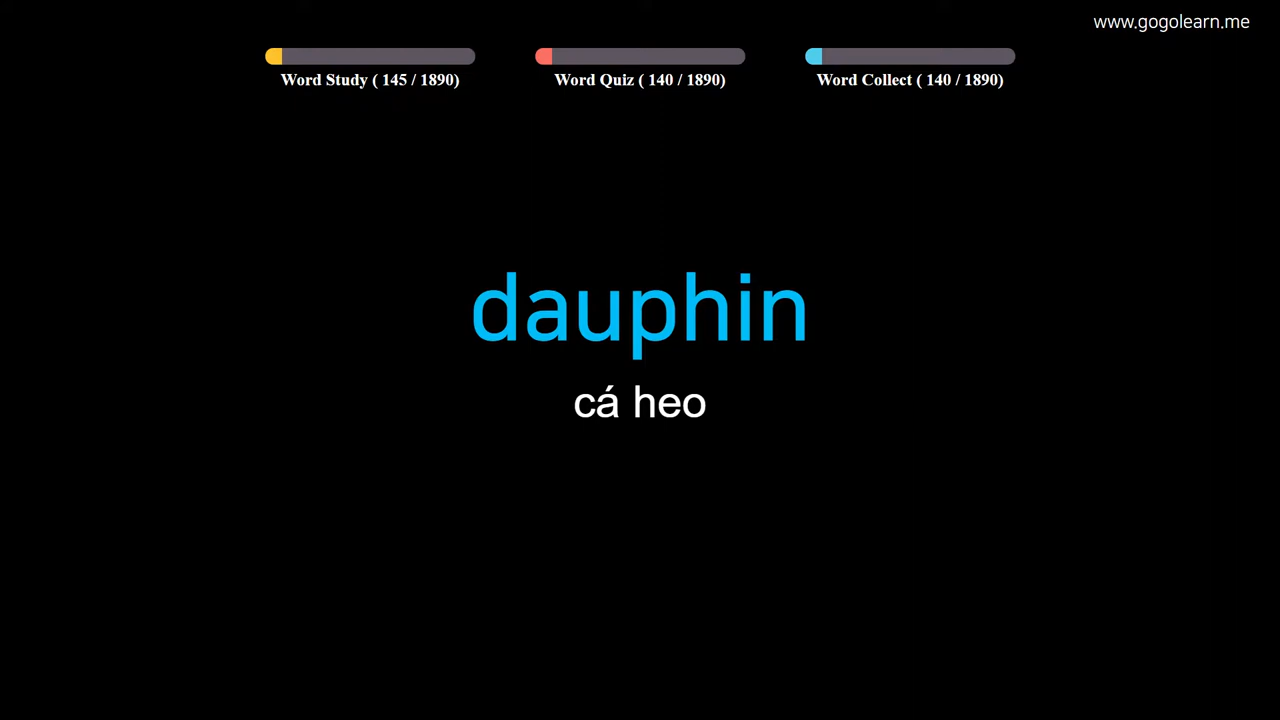 www.gogolearn.me
Word Study ( 145 / 1890)
Word Quiz ( 140 / 1890)
Word Collect ( 140 / 1890)
dauphin
cá heo